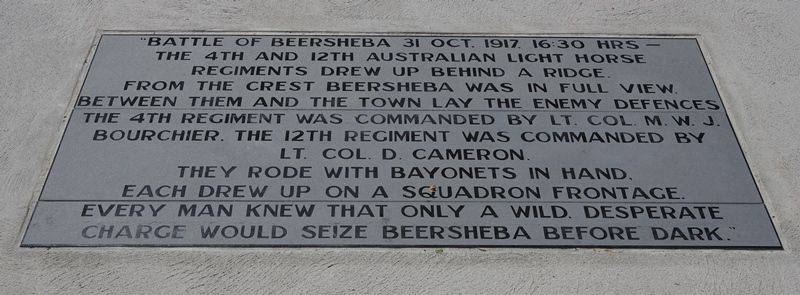 "BATTLE OF BEERSHEBA 31 OCT. 1917. 16:30 HRS —
THE 4TH AND 12TH AUSTRALIAN LIGHT HORSE
REGIMENTS DREW UP BEHIND A RIDGE.
FROM THE CREST BEERSHEBA WAS IN FULL VIEW.
BETWEEN THEM AND THE TOWN LAY THE ENEMY DEFENCES
THE 4TH REGIMENT WAS COMMANDED BY LT. COL. M. W. J.
BOURCHIER. THE 12TH REGIMENT WAS COMMANDED BY
LT. COL. D. CAMERON.
THEY RODE WITH BAYONETS IN HAND.
EACH DREW UP ON A SQUADRON FRONTAGE.
EVERY MAN KNEW THAT ONLY A WILD, DESPERATE
CHARGE WOULD SEIZE BEERSHEBA BEFORE DARK."